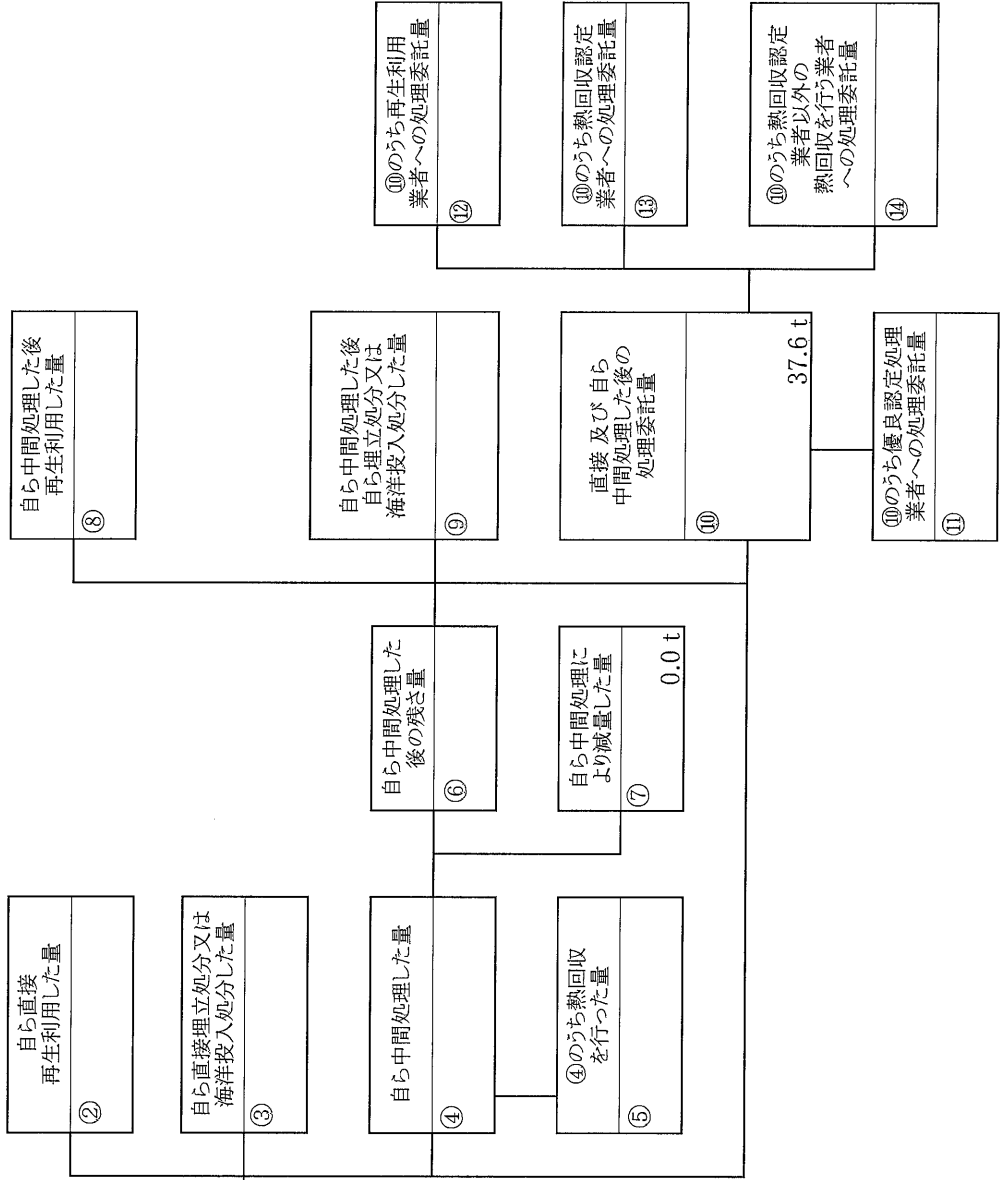 自ら直接
再生利用した量
②
自ら直接埋立処分又は
海洋投入処分した量
③
自ら中間処理した量
④
④のうち熱回収
を行った量
⑤
自ら中間処理した
後の残さ量
⑥
自ら中間処理に
より減量した量
⑦
0.0 t
自ら中間処理した後
再生利用した量
⑧
自ら中間処理した後
自ら埋立処分又は
海洋投入処分した量
⑨
直接 及び 自ら
中間処理した後の
処理委託量
⑩
37.6 t
⑩のうち優良認定処理
業者への処理委託量
⑪
⑩のうち再生利用
業者への処理委託量
⑫
⑩のうち熱回収認定
業者への処理委託量
⑬
⑩のうち熱回収認定
業者以外の
熱回収を行う業者
への処理委託量
⑭